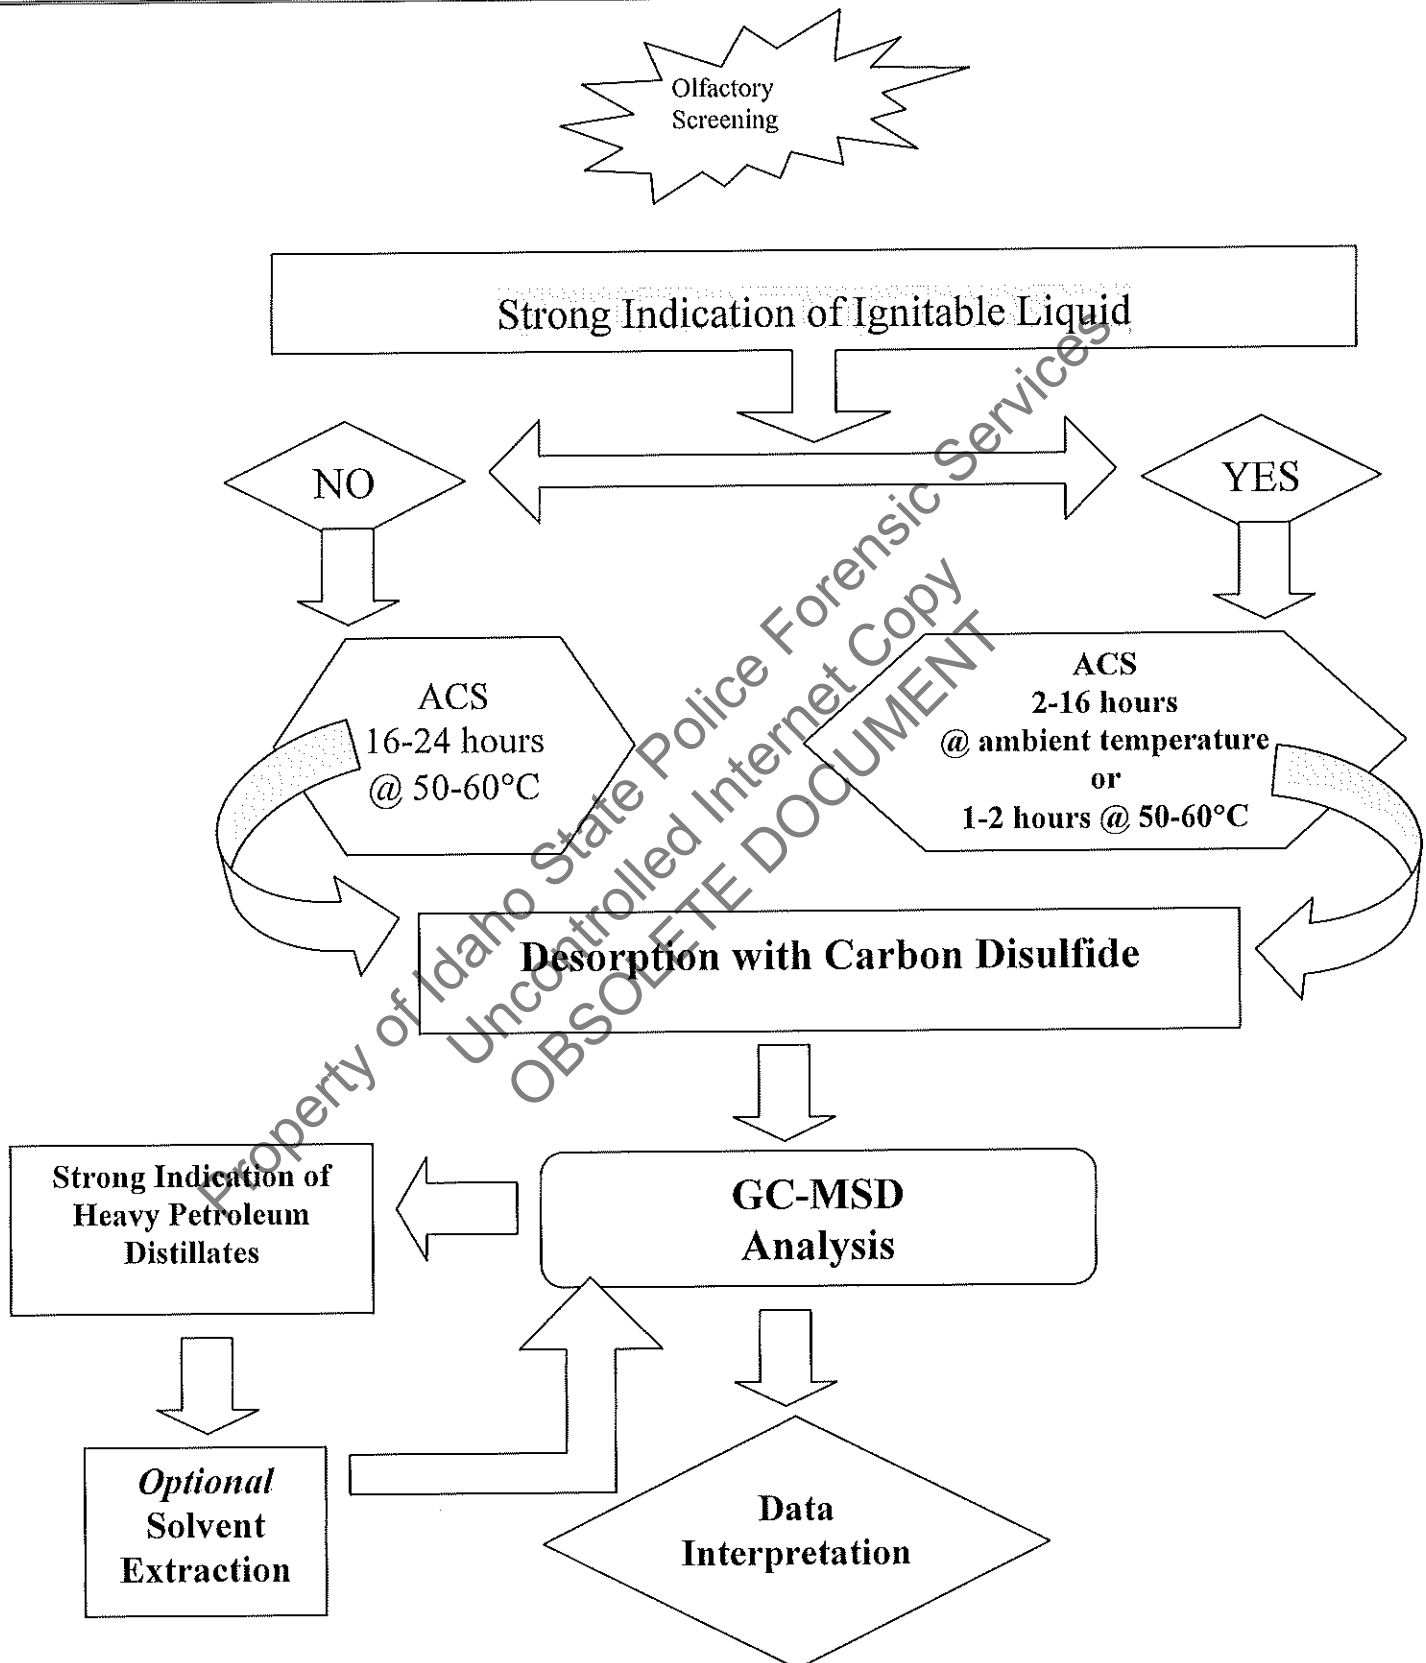 Olfactory
Screening
Strong Indication of Ignitable Liquid
NO
YES
ACS
16-24 hours
@ 50-60°C
ACS
2-16 hours
@ ambient temperature
or
1-2 hours @ 50-60°C
Desorption with Carbon Disulfide
Strong Indication of
Heavy Petroleum
Distillates
GC-MSD
Analysis
Optional
Solvent
Extraction
Data
Interpretation
Property of Idaho State Police Forensic Services
Uncontrolled Internet Copy
OBSOLETE DOCUMENT